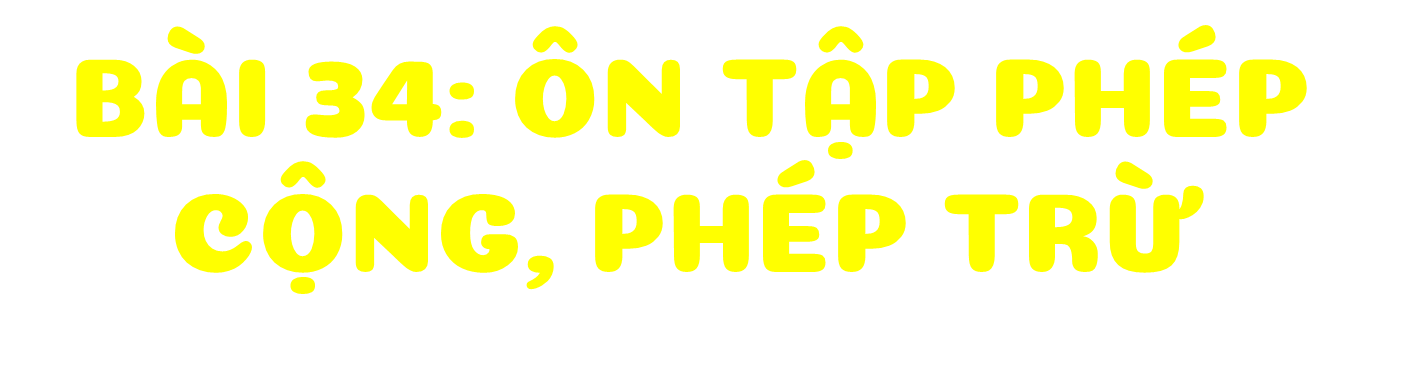 BÀI 34: ÔN TẬP PHÉP
CỘNG, PHÉP TRỪ